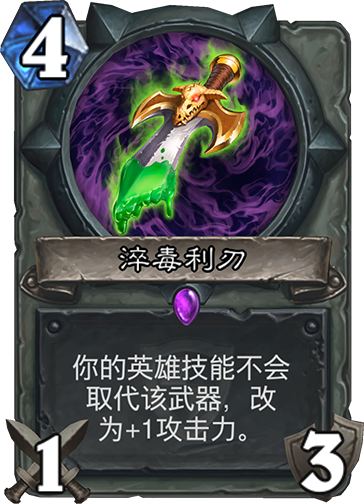 4
淬毒利刃
你的英雄技能不会
取代该武器，改
为+1攻击力。
1
3